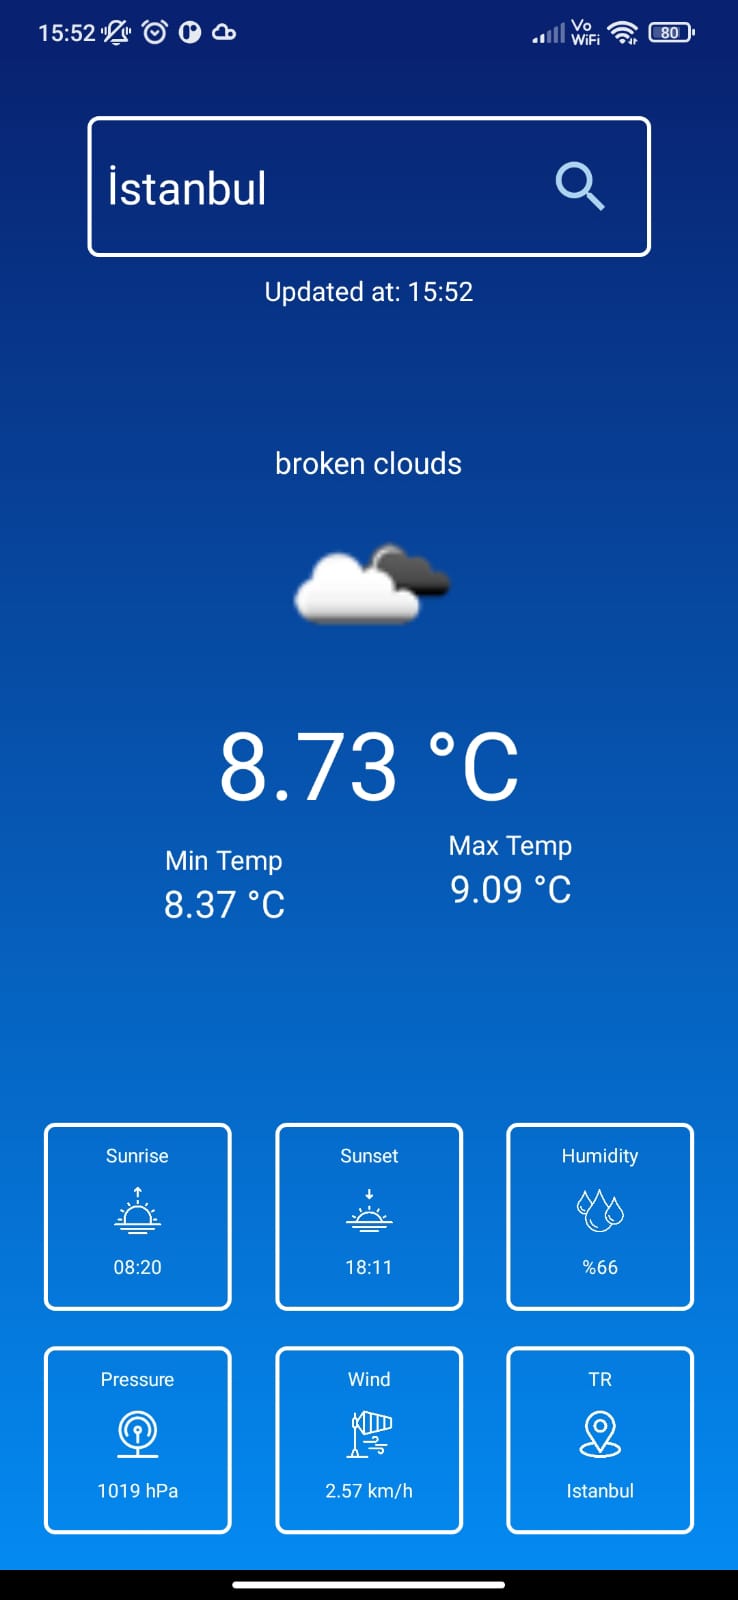 15:52
Vo
WiFi
80
İstanbul
Updated at: 15:52
broken clouds
8.73 °C
Min Temp
8.37 °C
Max Temp
9.09 °C
Sunrise
08:20
Sunset
18:11
Humidity
%66
Pressure
1019 hPa
Wind
2.57 km/h
TR
Istanbul